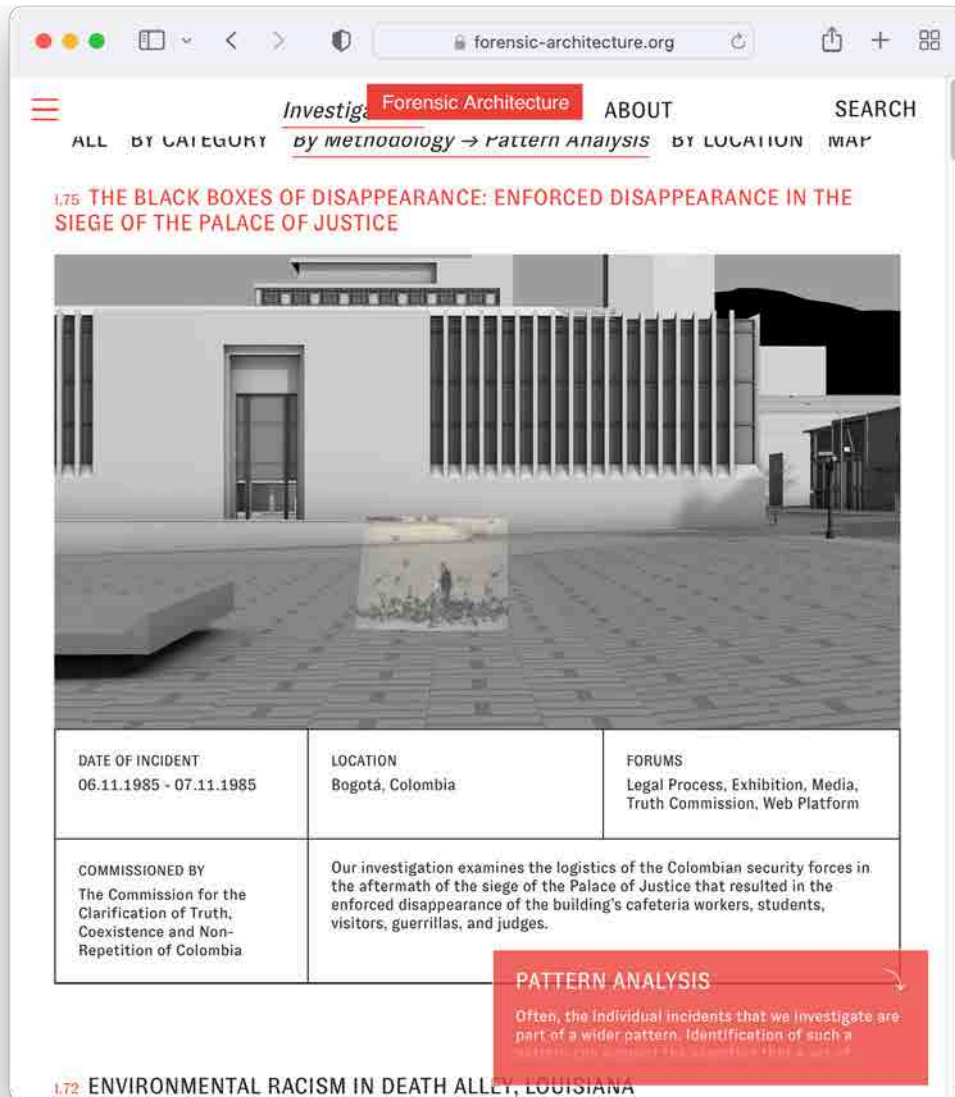 forensic-architecture.org
Investiga Forensic Architecture ABOUT SEARCH
ALL BY CATEGORY By Methodology → Pattern Analysis BY LOCATION MAP
I.75 THE BLACK BOXES OF DISAPPEARANCE: ENFORCED DISAPPEARANCE IN THE
SIEGE OF THE PALACE OF JUSTICE
DATE OF INCIDENT
06.11.1985 - 07.11.1985
LOCATION
Bogotá, Colombia
FORUMS
Legal Process, Exhibition, Media,
Truth Commission, Web Platform
COMMISSIONED BY
The Commission for the
Clarification of Truth,
Coexistence and Non-
Repetition of Colombia
Our investigation examines the logistics of the Colombian security forces in
the aftermath of the siege of the Palace of Justice that resulted in the
enforced disappearance of the building's cafeteria workers, students,
visitors, guerrillas, and judges.
PATTERN ANALYSIS
Often, the individual incidents that we investigate are
part of a wider pattern. Identification of such a
I.72 ENVIRONMENTAL RACISM IN DEATH ALLEY, LOUISIANA